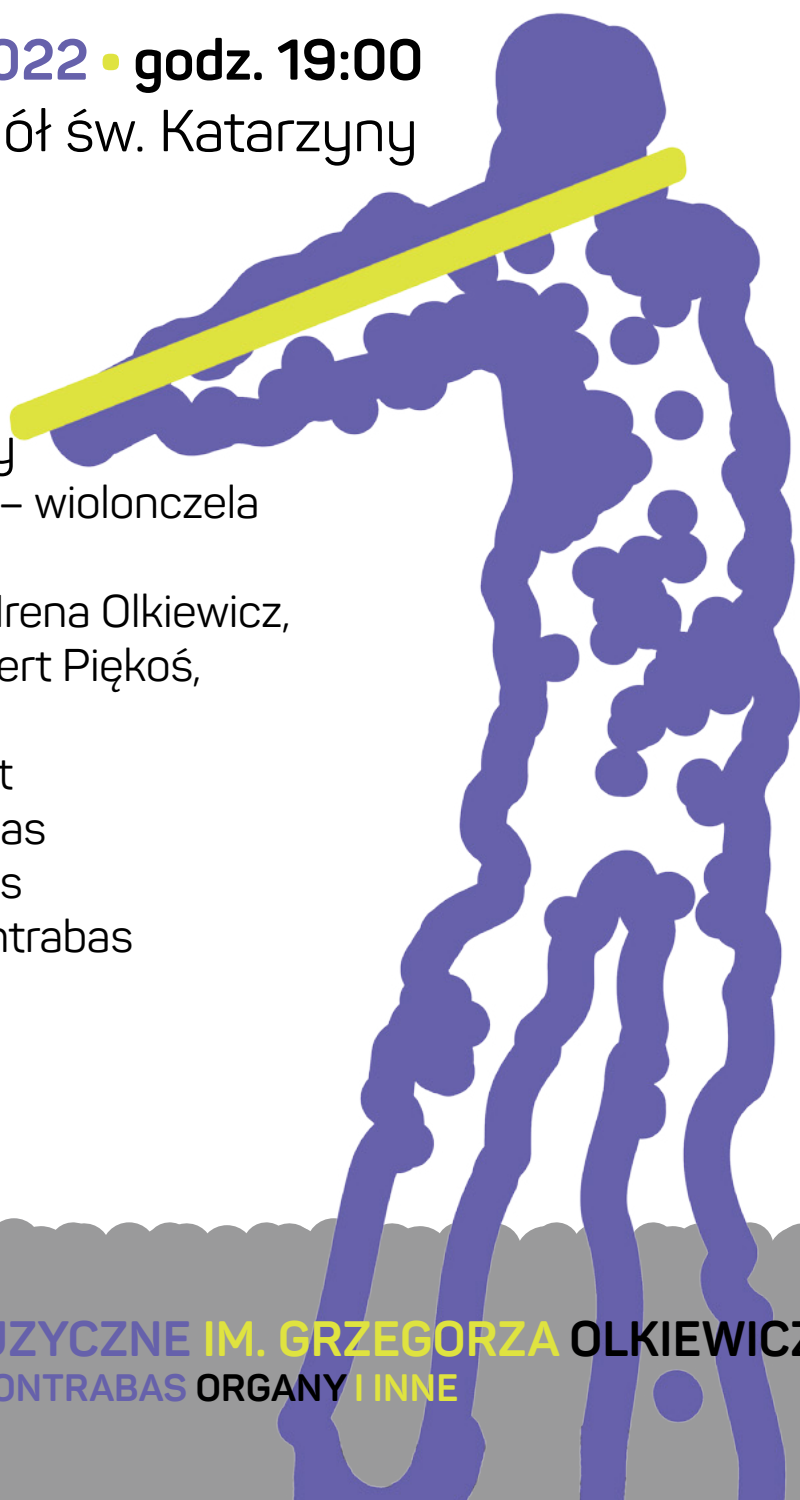 022 • godz. 19:00
ół św. Katarzyny
y
– wiolonczela
Irena Olkiewicz,
ert Piękoś,
t
as
s
ntrabas
UZYCZNE IM. GRZEGORZA OLKIEWICZ
ONTRABAS ORGANY I INNE